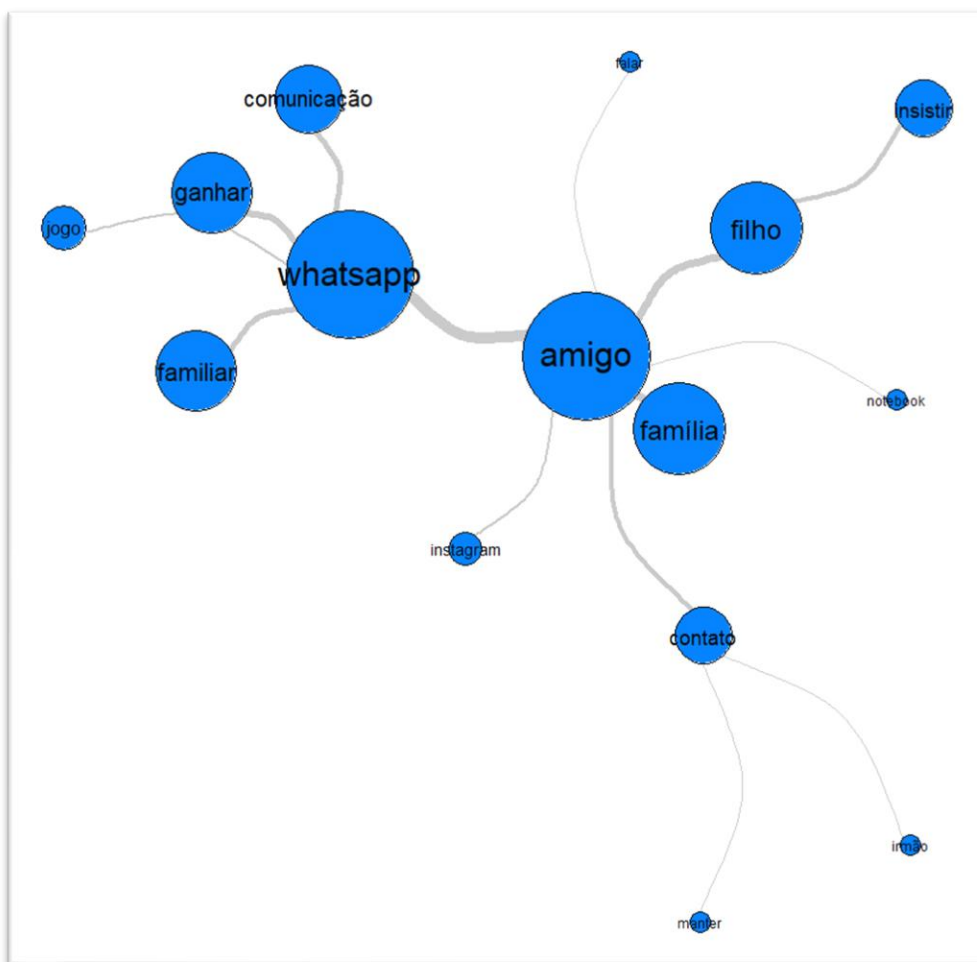 falar
comunicação
insistir
ganhar
jogo
filho
whatsapp
amigo
familiar
notebook
família
instagram
contato
irmão
manter